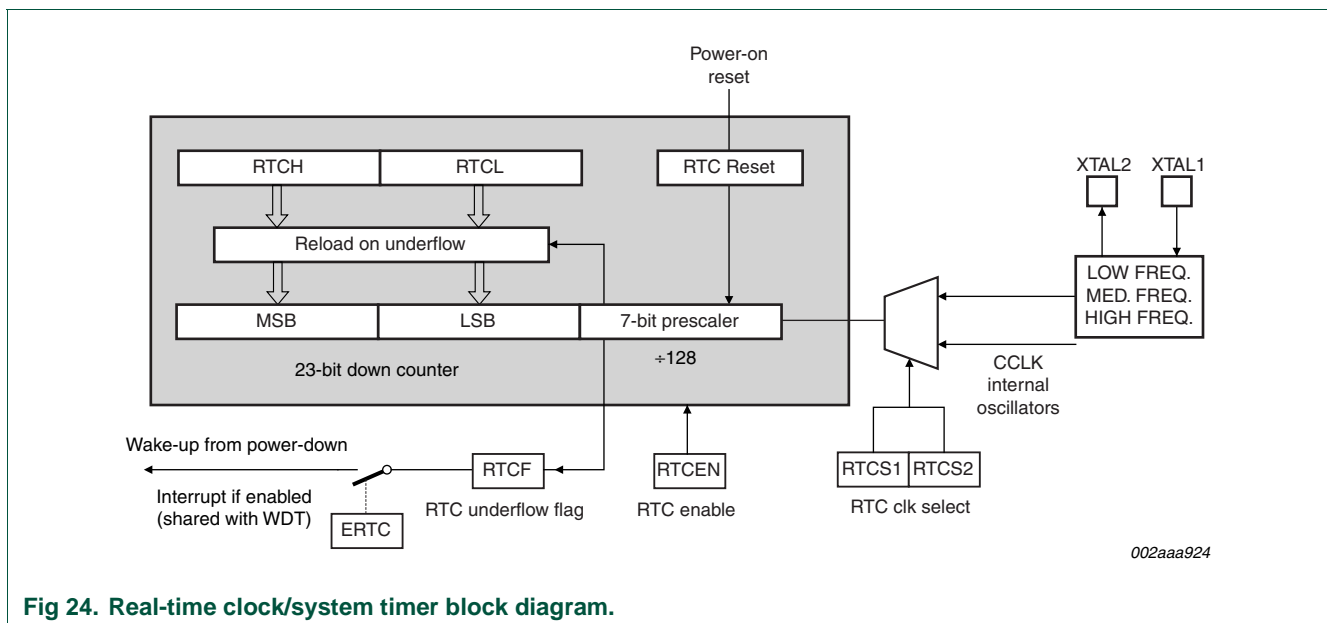 Power-on
reset
RTCH
RTCL
RTC Reset
XTAL2
XTAL1
Reload on underflow
LOW FREQ.
MED. FREQ.
HIGH FREQ.
MSB
LSB
7-bit prescaler
÷128
23-bit down counter
CCLK
internal
oscillators
Wake-up from power-down
RTCF
RTCEN
RTCS1
RTCS2
Interrupt if enabled
(shared with WDT)
RTC underflow flag
RTC enable
RTC clk select
ERTC
002aaa924
Fig 24. Real-time clock/system timer block diagram.